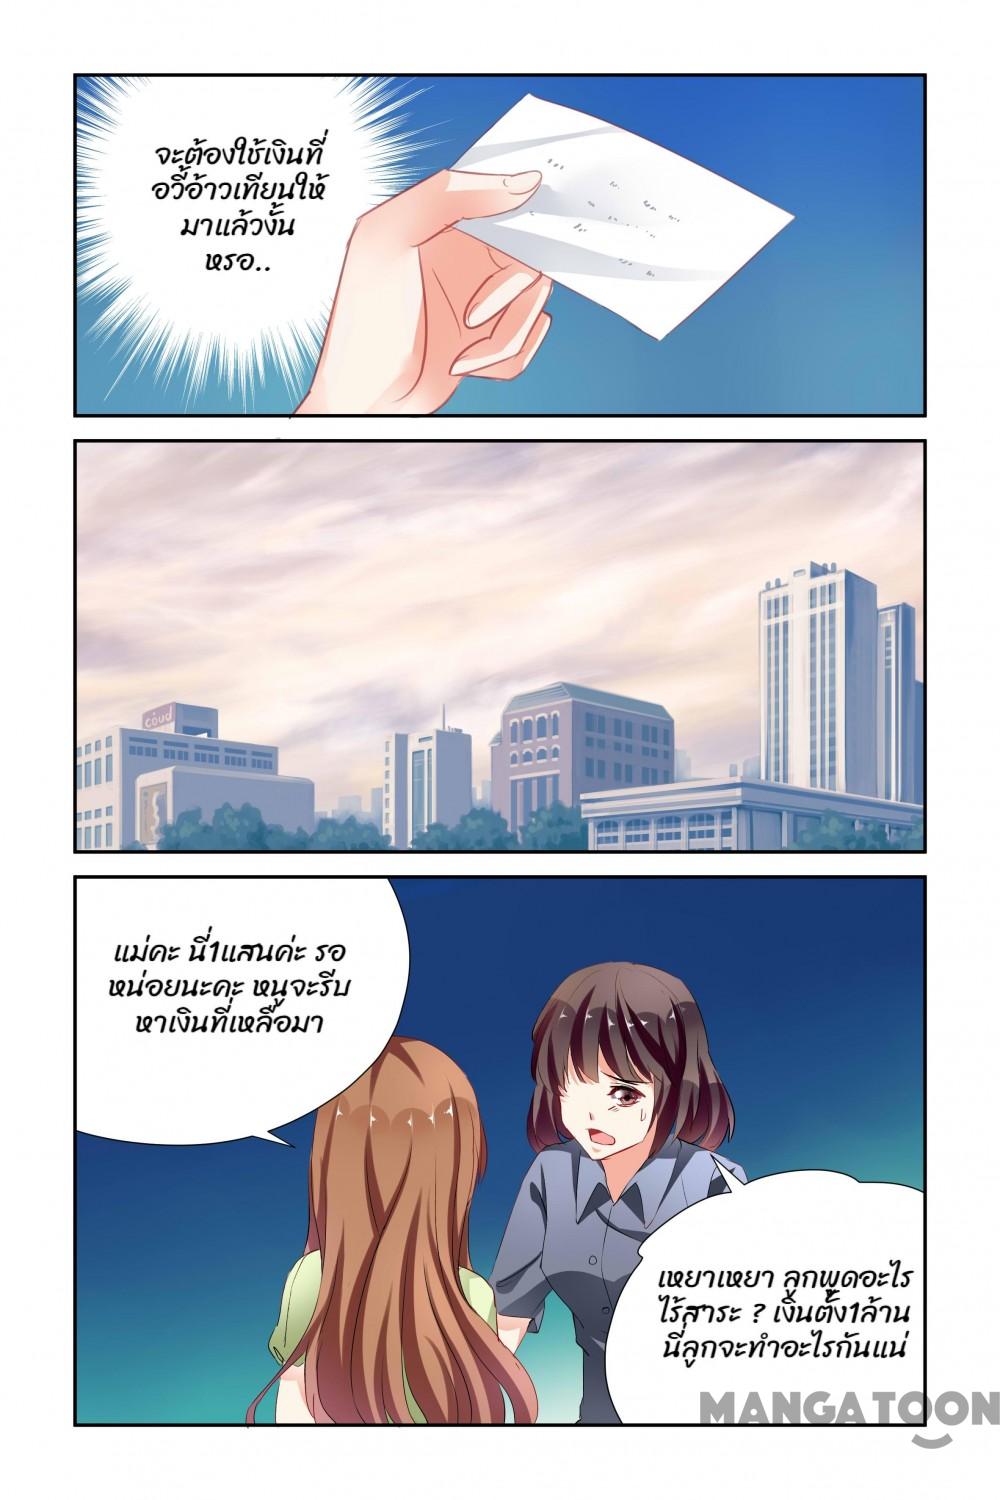 จะต้องใช้เงินที่
อวี้อ้าวเทียนให้
มาแล้วงั้น
หรอ..
coud
แม่คะ นี่1แสนค่ะ รอ
หน่อยนะคะ หนูจะรีบ
หาเงินที่เหลือมา
เหยาเหยา ลูกพูดอะไร
ไร้สาระ ? เงินตั้ง1ล้าน
นี่ลูกจะทำอะไรกันแน่
MANGATOON